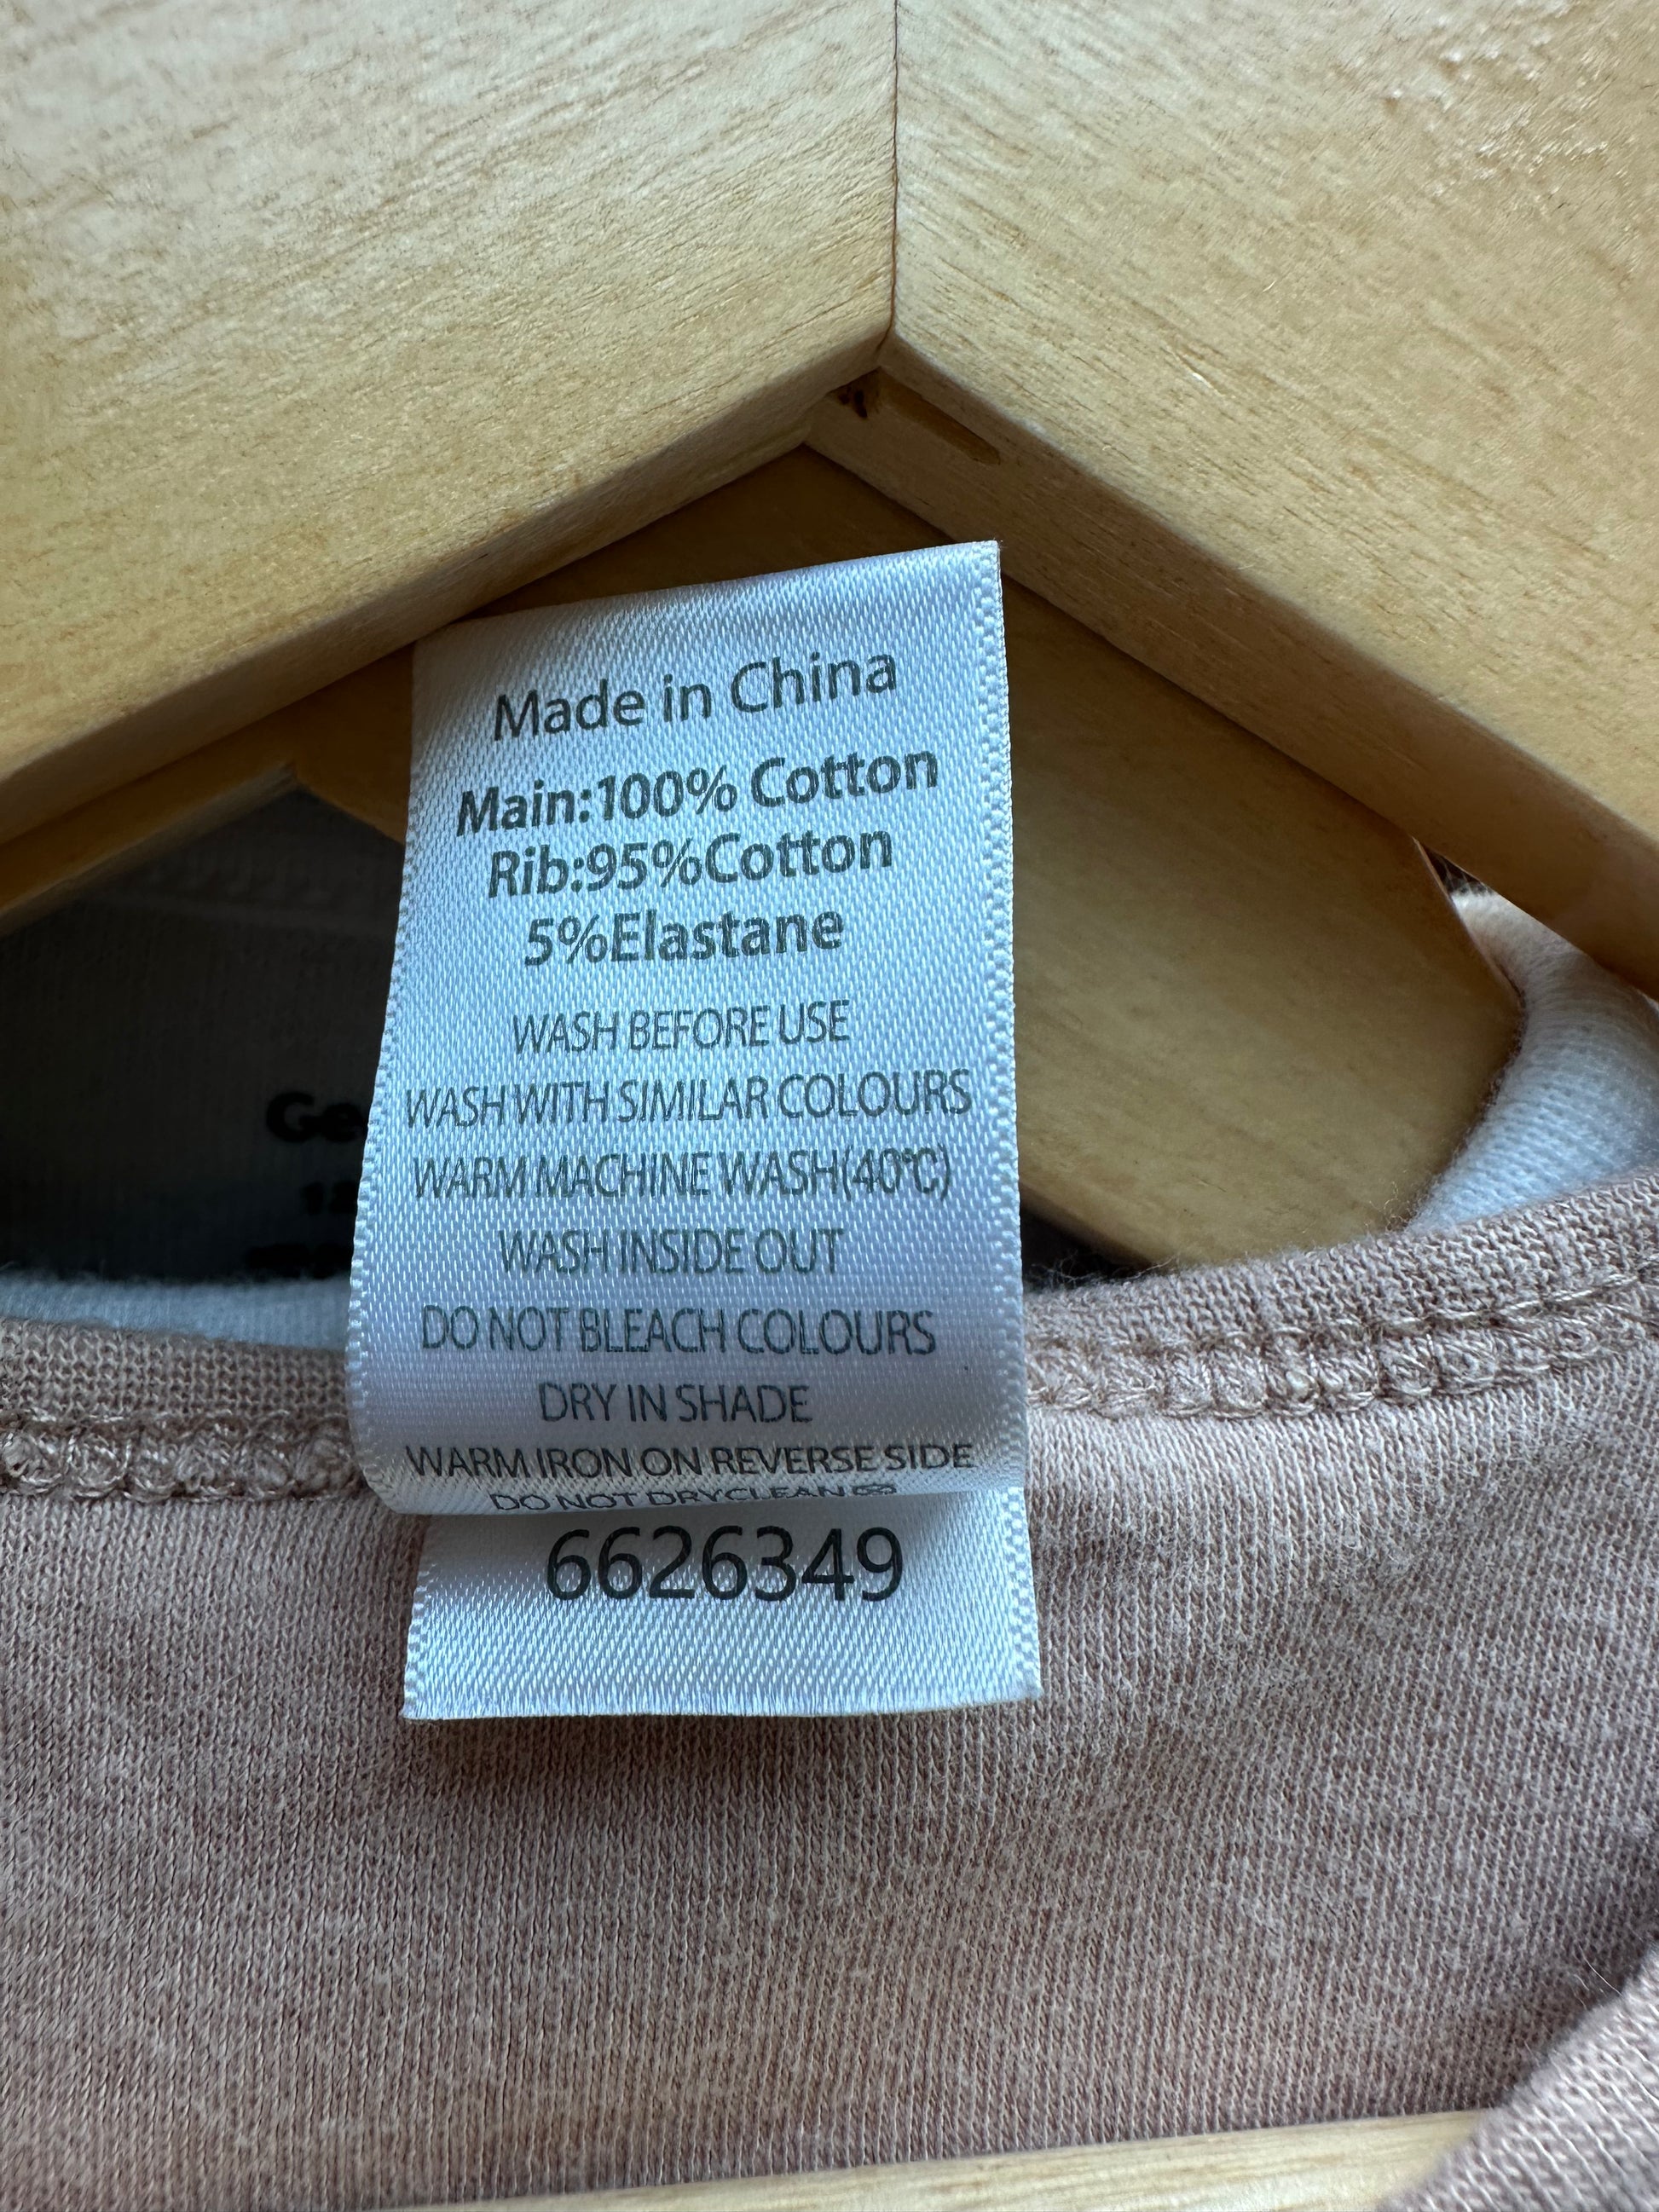 Made in China
Main:100% Cotton
Rib:95%Cotton
5%Elastane
WASH BEFORE USE
WASH WITH SIMILAR COLOURS
WARM MACHINE WASH(40℃)
WASH INSIDE OUT
DO NOT BLEACH COLOURS
DRY IN SHADE
WARM IRON ON REVERSE SIDE
DO NOT DRYCLEAN
6626349